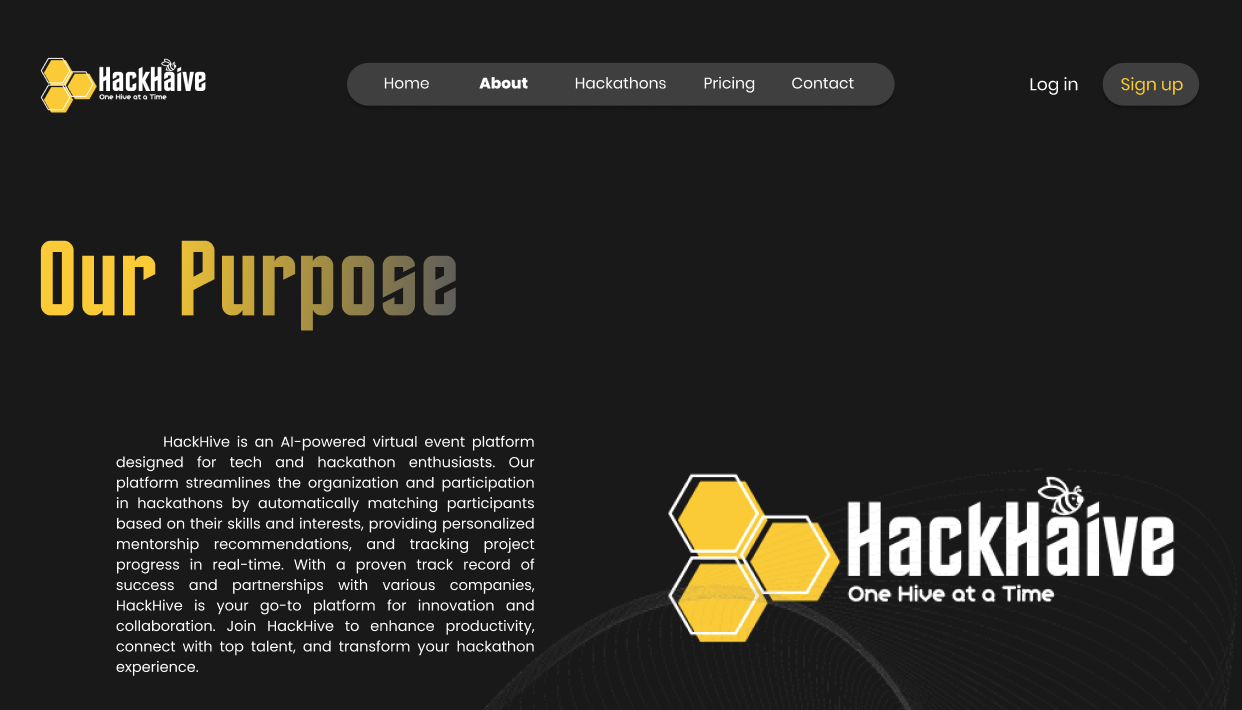 HackHaive
One Hive at a Time
Home About Hackathons Pricing Contact
Log in Sign up
Our Purpose
HackHive is an AI-powered virtual event platform
designed for tech and hackathon enthusiasts. Our
platform streamlines the organization and participation
in hackathons by automatically matching participants
based on their skills and interests, providing personalized
mentorship recommendations, and tracking project
progress in real-time. With a proven track record of
success and partnerships with various companies,
HackHive is your go-to platform for innovation and
collaboration. Join HackHive to enhance productivity,
connect with top talent, and transform your hackathon
experience.
HackHaive
One Hive at a Time